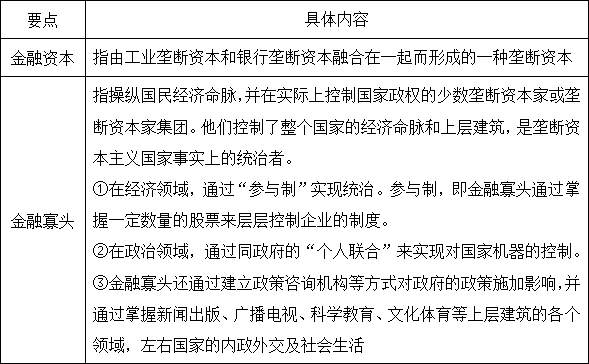 要点 具体内容
金融资本 指由工业垄断资本和银行垄断资本融合在一起而形成的一种垄断资本
金融寡头
指操纵国民经济命脉，并在实际上控制国家政权的少数垄断资本家或垄
断资本家集团。他们控制了整个国家的经济命脉和上层建筑，是垄断资
本主义国家事实上的统治者。
①在经济领域，通过“参与制”实现统治。参与制，即金融寡头通过掌
握一定数量的股票来层层控制企业的制度。
②在政治领域，通过同政府的“个人联合”来实现对国家机器的控制。
③金融寡头还通过建立政策咨询机构等方式对政府的政策施加影响，并
通过掌握新闻出版、广播电视、科学教育、文化体育等上层建筑的各个
领域，左右国家的内政外交及社会生活